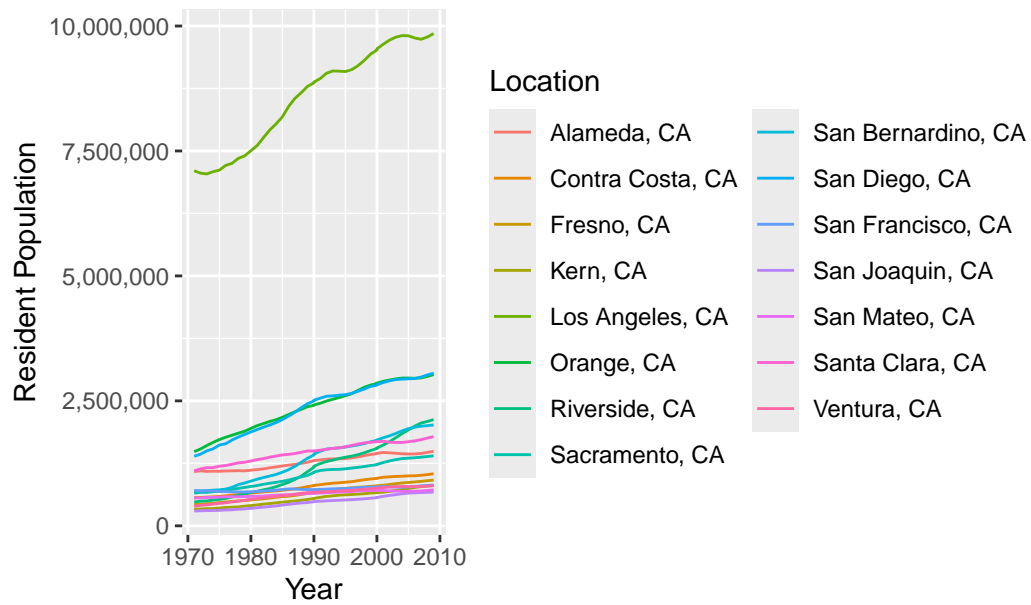 10,000,000
7,500,000
5,000,000
2,500,000
0
Resident Population
1970 1980 1990 2000 2010
Year
Location
Alameda, CA
Contra Costa, CA
Fresno, CA
Kern, CA
Los Angeles, CA
Orange, CA
Riverside, CA
Sacramento, CA
San Bernardino, CA
San Diego, CA
San Francisco, CA
San Joaquin, CA
San Mateo, CA
Santa Clara, CA
Ventura, CA